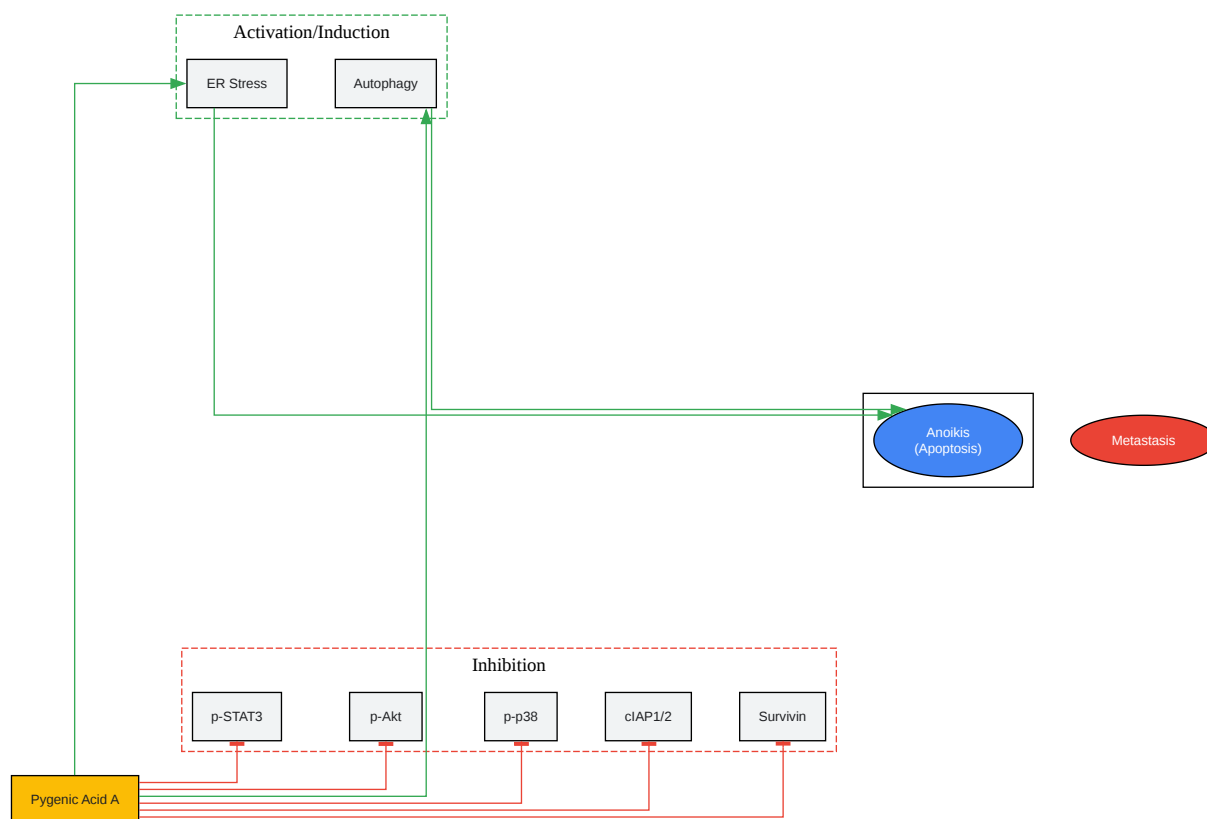 Activation/Induction
ER Stress
Autophagy
Anoikis
(Apoptosis)
Metastasis
Inhibition
p-STAT3
p-Akt
p-p38
cIAP1/2
Survivin
Pygenic Acid A